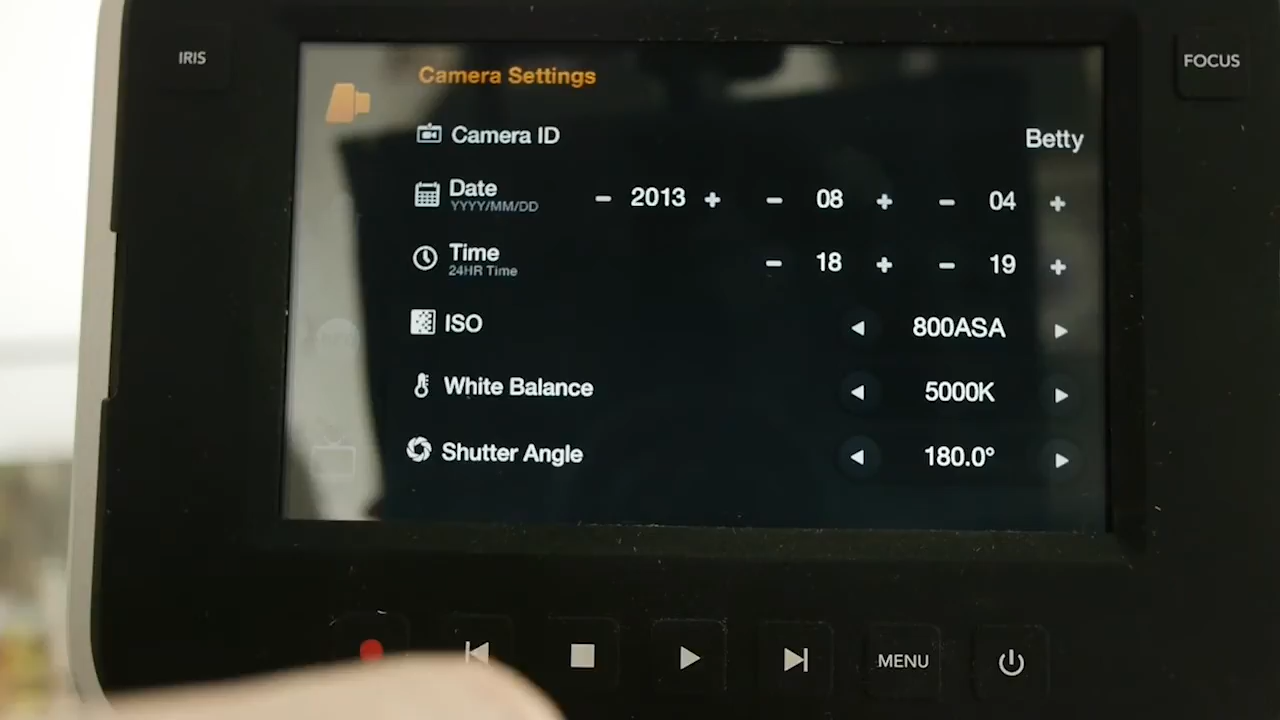 IRIS
FOCUS
Camera Settings
Camera ID Betty
Date - 2013 + - 08 + - 04 +
YYYY/MM/DD
Time - 18 + - 19 +
24HR Time
ISO 800ASA
White Balance 5000K
Shutter Angle 180.0°
MENU